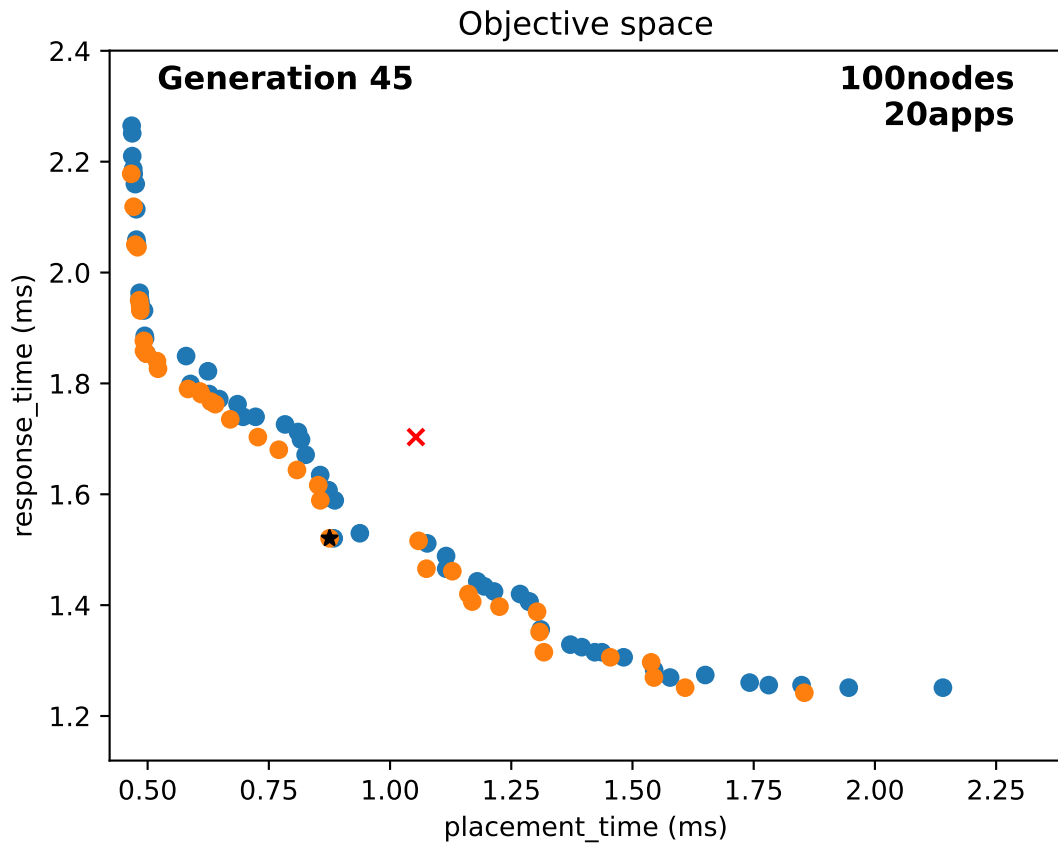 Objective space
Generation 45
100nodes
20apps
response_time (ms)
2.4
2.2
2.0
1.8
1.6
1.4
1.2
0.50 0.75 1.00 1.25 1.50 1.75 2.00 2.25
placement_time (ms)